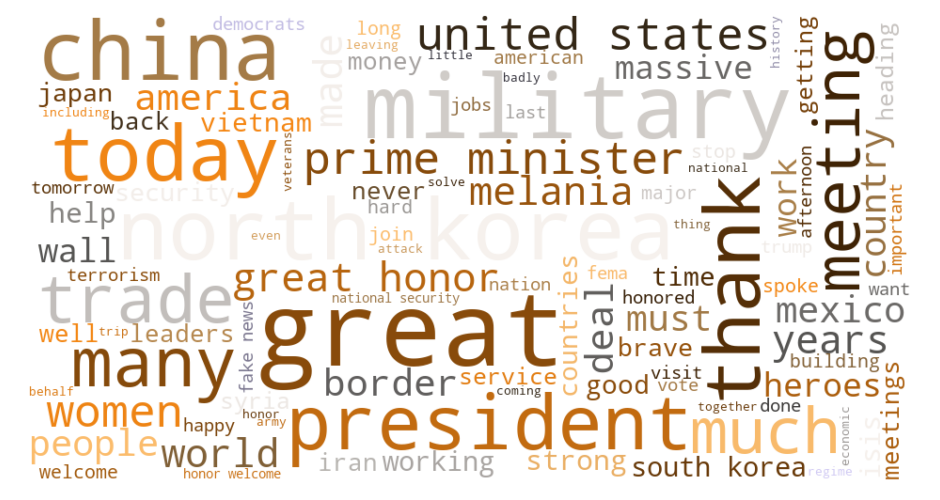 democrats
long
united states
history
getting
china
leaving
little
american
made
money
badly
massive
heading
military
meeting
japan
america
including
back
vietnam
jobs
last
today
veterans
prime minister
stop
national
afternoon
work
country
tomorrow
security
never
solve
melania
major
thank
important
help
hard
north korea
thing
trump
wall
even
join
attack
terrorism
great honor
nation
countries
fema
time
spoke
want
trade
national security
great
deal
honored
must
mexico
well
trip
leaders
fake news
brave
years
many
border
service
coming
good
visit
vote
building
heroes
meetings
behalf
women
syria
honor
army
president
together
done
much
economic
isis
people
happy
world
iran
working
strong
south korea
regime
welcome
honor welcome